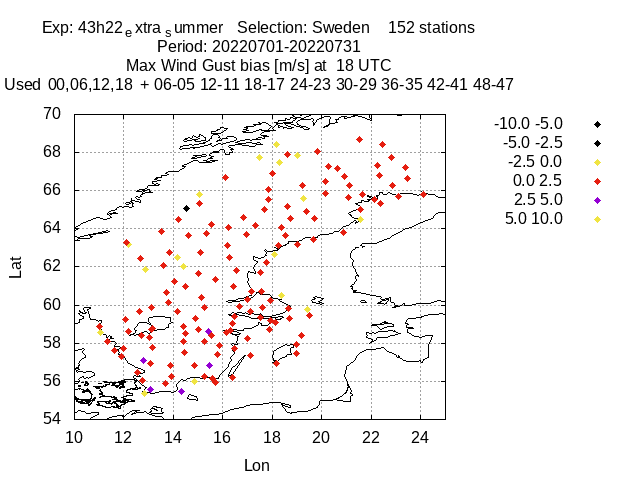 Exp: 43h22extrasummer   Selection: Sweden    152 stations
Period: 20220701-20220731
Max Wind Gust bias [m/s] at  18 UTC
Used  00,06,12,18  + 06-05 12-11 18-17 24-23 30-29 36-35 42-41 48-47
-10.0 -5.0
-5.0 -2.5
-2.5 0.0
0.0 2.5
2.5 5.0
5.0 10.0
Lat
70
68
66
64
62
60
58
56
54
10 12 14 16 18 20 22 24
Lon